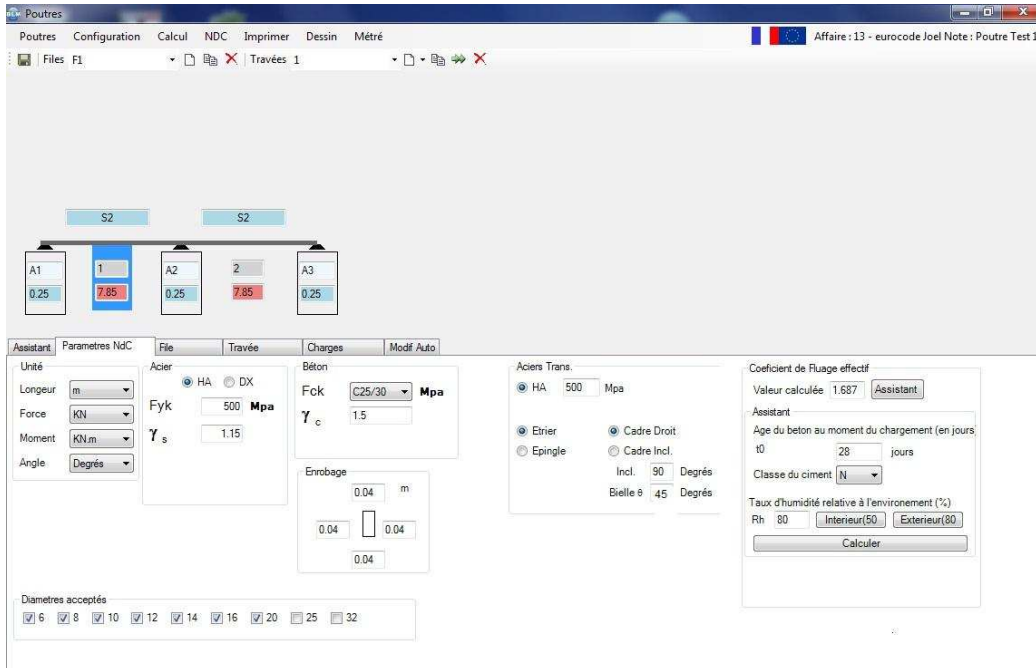 Poutres
Poutres Configuration Calcul NDC Imprimer Dessin Métré
Affaire : 13 - eurocode Joel Note : Poutre Test 1
Files F1 Travées 1
S2 S2
A1 1 A2 2 A3
0.25 7.85 0.25 7.85 0.25
Assistant Parametres NdC File Travée Charges Modif Auto
Unité
Longeur m
Force KN
Moment KN.m
Angle Degrés
Acier
HA DX
Fyk 500 Mpa
γ s 1.15
Béton
Fck C25/30 Mpa
γ c 1.5
Enrobage
0.04 m
0.04 0.04
0.04
Aciers Trans.
HA 500 Mpa
Etrier Cadre Droit
Epingle Cadre Incl.
Incl. 90 Degrés
Bielle θ 45 Degrés
Coeficient de Fluage effectif
Valeur calculée 1.687 Assistant
Assistant
Age du beton au moment du chargement (en jours
t0 28 jours
Classe du ciment N
Taux d'humidité relative à l'environement (%)
Rh 80 Interieur(50 Exterieur(80
Calculer
Diametres acceptés
6 8 10 12 14 16 20 25 32